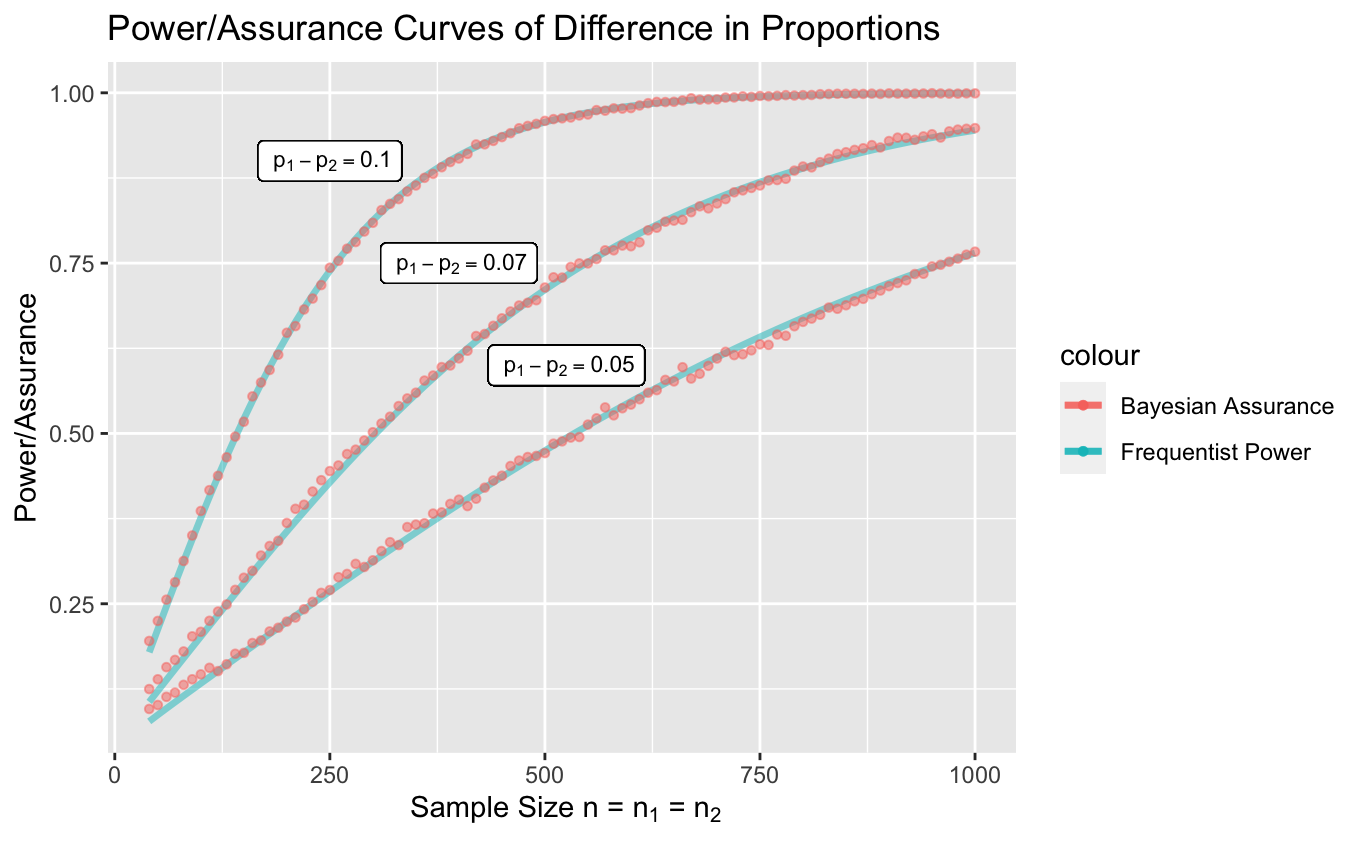 Power/Assurance Curves of Difference in Proportions
Power/Assurance
1.00
0.75
0.50
0.25
p₁ – p₂ = 0.1
p₁ – p₂ = 0.07
p₁ – p₂ = 0.05
0 250 500 750 1000
Sample Size n = n₁ = n₂
colour
Bayesian Assurance
Frequentist Power